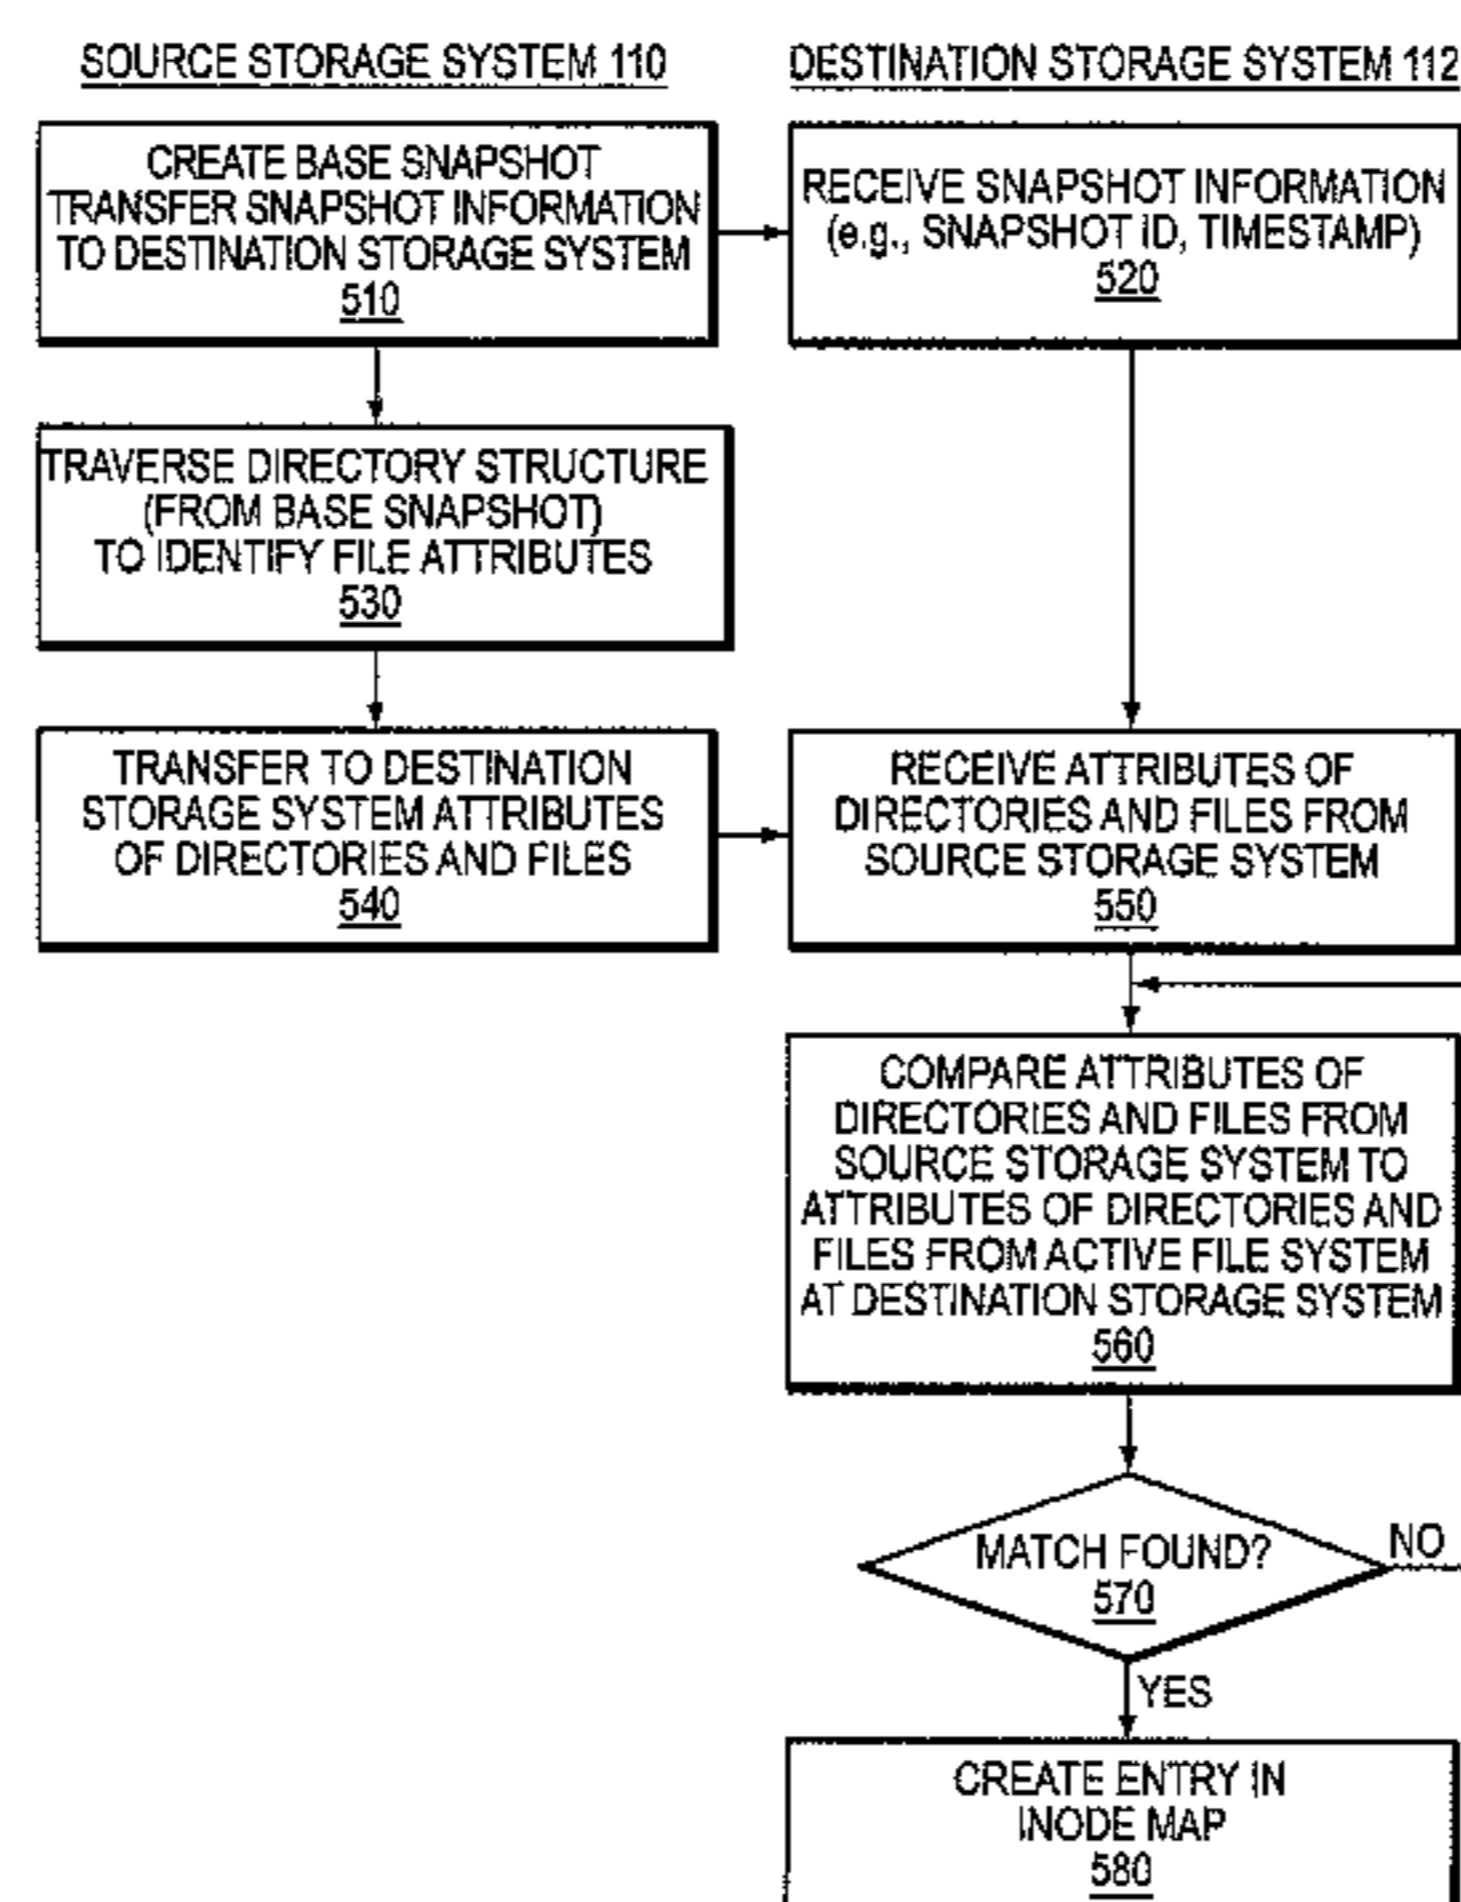 SOURCE STORAGE SYSTEM 110
DESTINATION STORAGE SYSTEM 112
CREATE BASE SNAPSHOT
TRANSFER SNAPSHOT INFORMATION
TO DESTINATION STORAGE SYSTEM
510
RECEIVE SNAPSHOT INFORMATION
(e.g., SNAPSHOT ID, TIMESTAMP)
520
TRAVERSE DIRECTORY STRUCTURE
(FROM BASE SNAPSHOT)
TO IDENTIFY FILE ATTRIBUTES
530
TRANSFER TO DESTINATION
STORAGE SYSTEM ATTRIBUTES
OF DIRECTORIES AND FILES
540
RECEIVE ATTRIBUTES OF
DIRECTORIES AND FILES FROM
SOURCE STORAGE SYSTEM
550
COMPARE ATTRIBUTES OF
DIRECTORIES AND FILES FROM
SOURCE STORAGE SYSTEM TO
ATTRIBUTES OF DIRECTORIES AND
FILES FROM ACTIVE FILE SYSTEM
AT DESTINATION STORAGE SYSTEM
560
MATCH FOUND?
570
NO
YES
CREATE ENTRY IN
INODE MAP
580